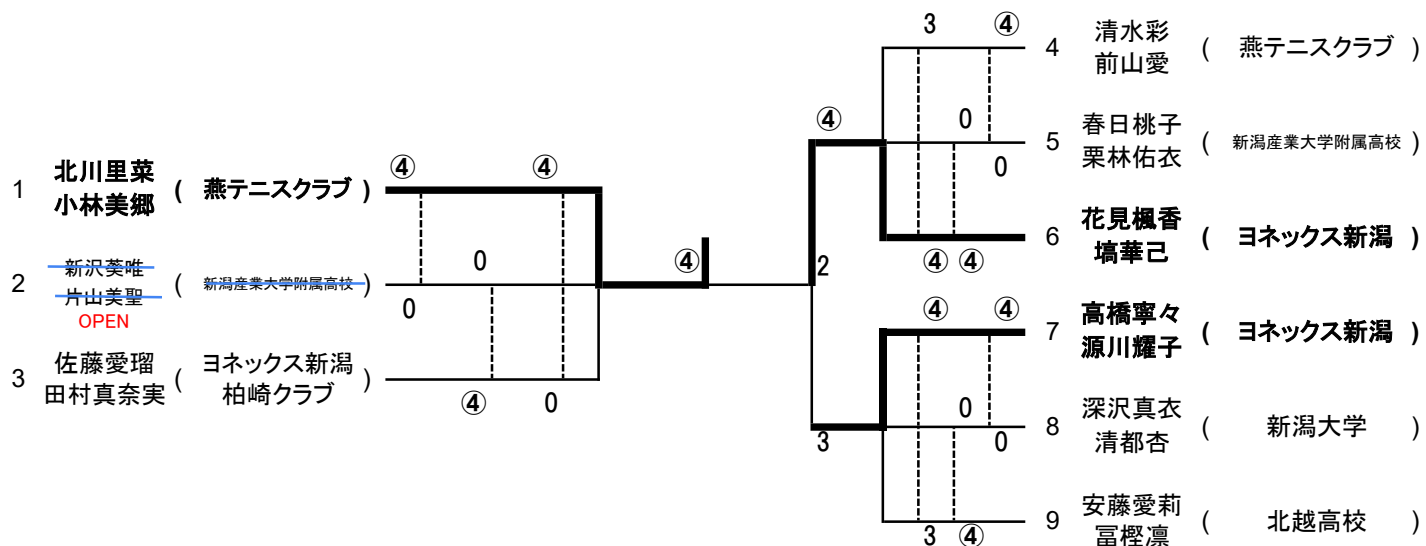 1 北川里菜 小林美郷 ( 燕テニスクラブ )
2 新沢葵唯 片山美聖 ( 新潟産業大学附属高校 )
OPEN
3 佐藤愛瑠 田村真奈実 ( ヨネックス新潟 柏崎クラブ )
④ ④
0
0
④ 0
④
④
2
3
3 ④
0
0
④ ④
④ ④
0
0
3 ④
4 清水彩 前山愛 ( 燕テニスクラブ )
5 春日桃子 栗林佑衣 ( 新潟産業大学附属高校 )
6 花見楓香 塙華己 ( ヨネックス新潟 )
7 高橋寧々 源川耀子 ( ヨネックス新潟 )
8 深沢真衣 清都杏 ( 新潟大学 )
9 安藤愛莉 冨樫凛 ( 北越高校 )